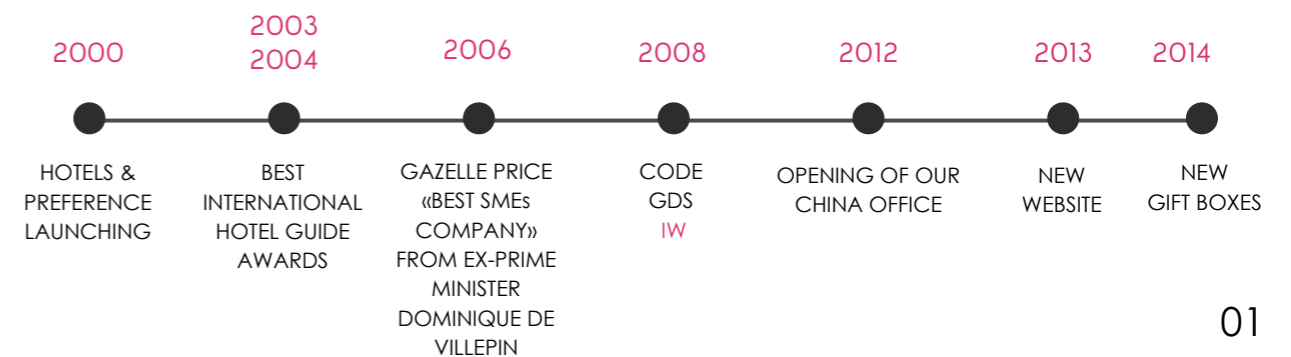 2000
HOTELS &
PREFERENCE
LAUNCHING
2003
2004
BEST
INTERNATIONAL
HOTEL GUIDE
AWARDS
2006
GAZELLE PRICE
«BEST SMEs
COMPANY»
FROM EX-PRIME
MINISTER
DOMINIQUE DE
VILLEPIN
2008
CODE
GDS
IW
2012
OPENING OF OUR
CHINA OFFICE
2013
NEW
WEBSITE
2014
NEW
GIFT BOXES
01